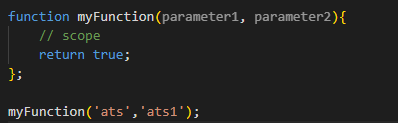 function myFunction(parameter1, parameter2){
    // scope
    return true;
};

myFunction('ats','ats1');